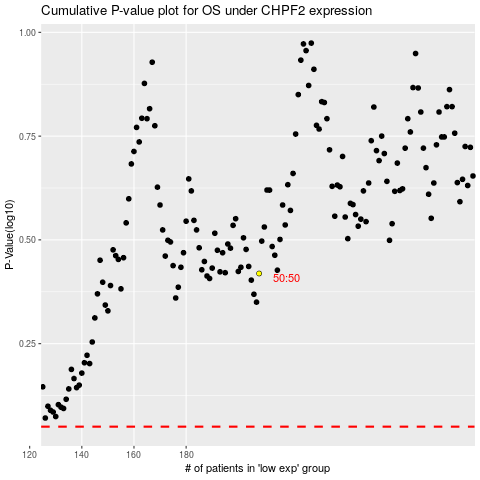 Cumulative P-value plot for OS under CHPF2 expression
P-Value(log10)
1.00
0.75
0.50
0.25
50:50
120 140 160 180
# of patients in 'low exp' group